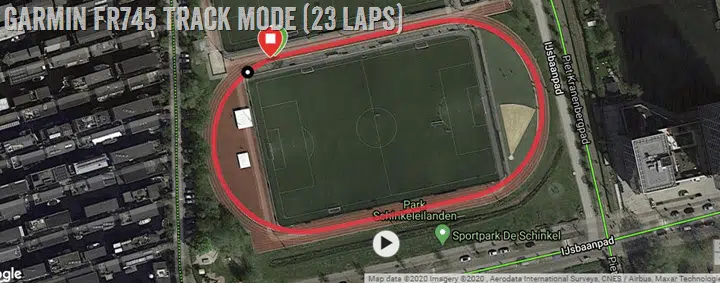 GARMIN FR745 TRACK MODE (23 LAPS)
IJsbaanpad
Piet Kranenbergpad
Park
Schinkeleilanden
Sportpark De Schinkel
IJsbaanpad
Pie
ogle
Map data ©2020 Imagery ©2020 , Aerodata International Surveys, CNES / Airbus, Maxar Technologie